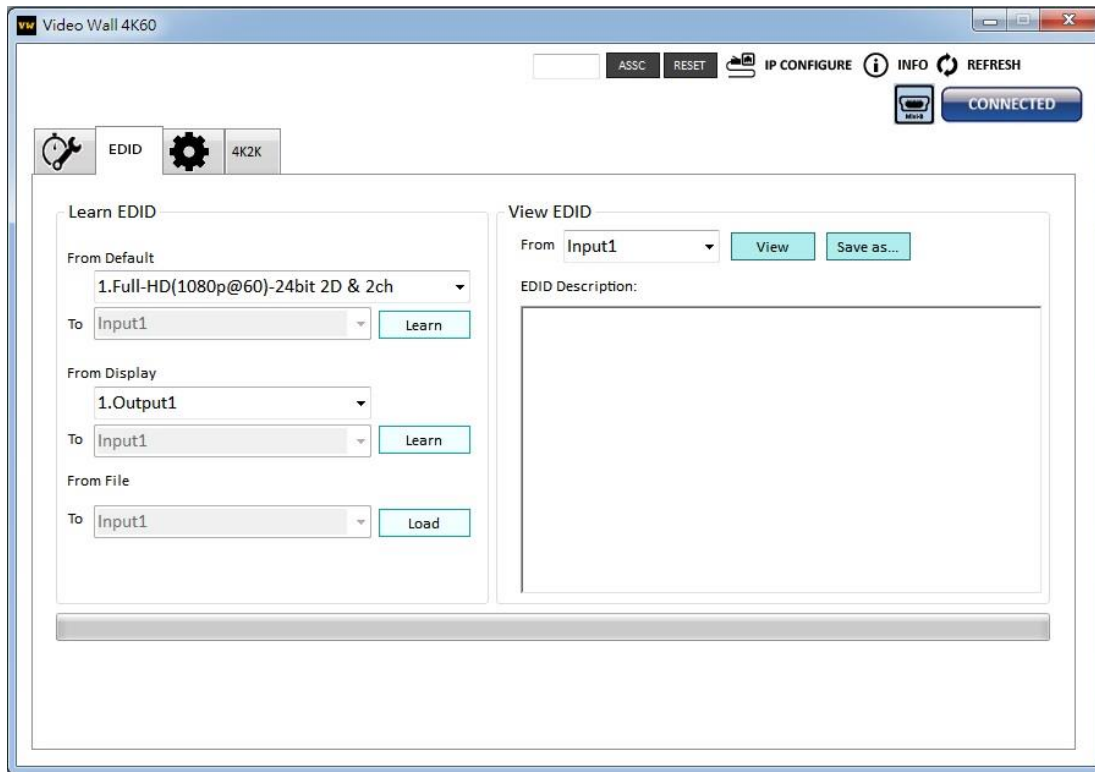 VW Video Wall 4K60
ASSC RESET IP CONFIGURE i INFO REFRESH
Mini-B CONNECTED
EDID 4K2K
Learn EDID
From Default
1.Full-HD(1080p@60)-24bit 2D & 2ch
To Input1 Learn
From Display
1.Output1
To Input1 Learn
From File
To Input1 Load
View EDID
From Input1 View Save as...
EDID Description: